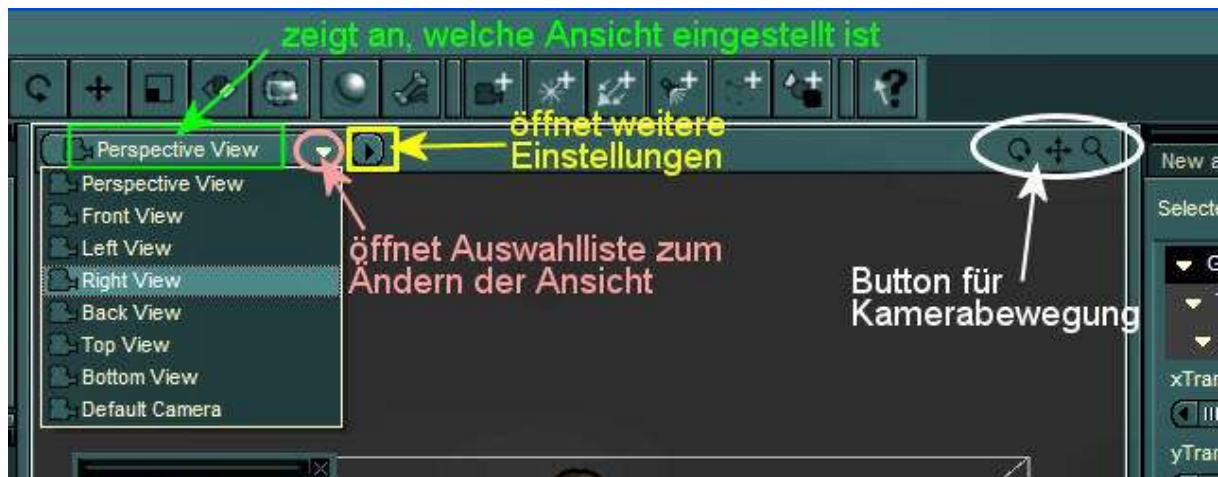 zeigt an, welche Ansicht eingestellt ist
öffnet weitere
Einstellungen
Perspective View
Perspective View
Front View
Left View
Right View
Back View
Top View
Bottom View
Default Camera
öffnet Auswahlliste zum
Ändern der Ansicht
Button für
Kamerabewegung
New
xTran
yTran